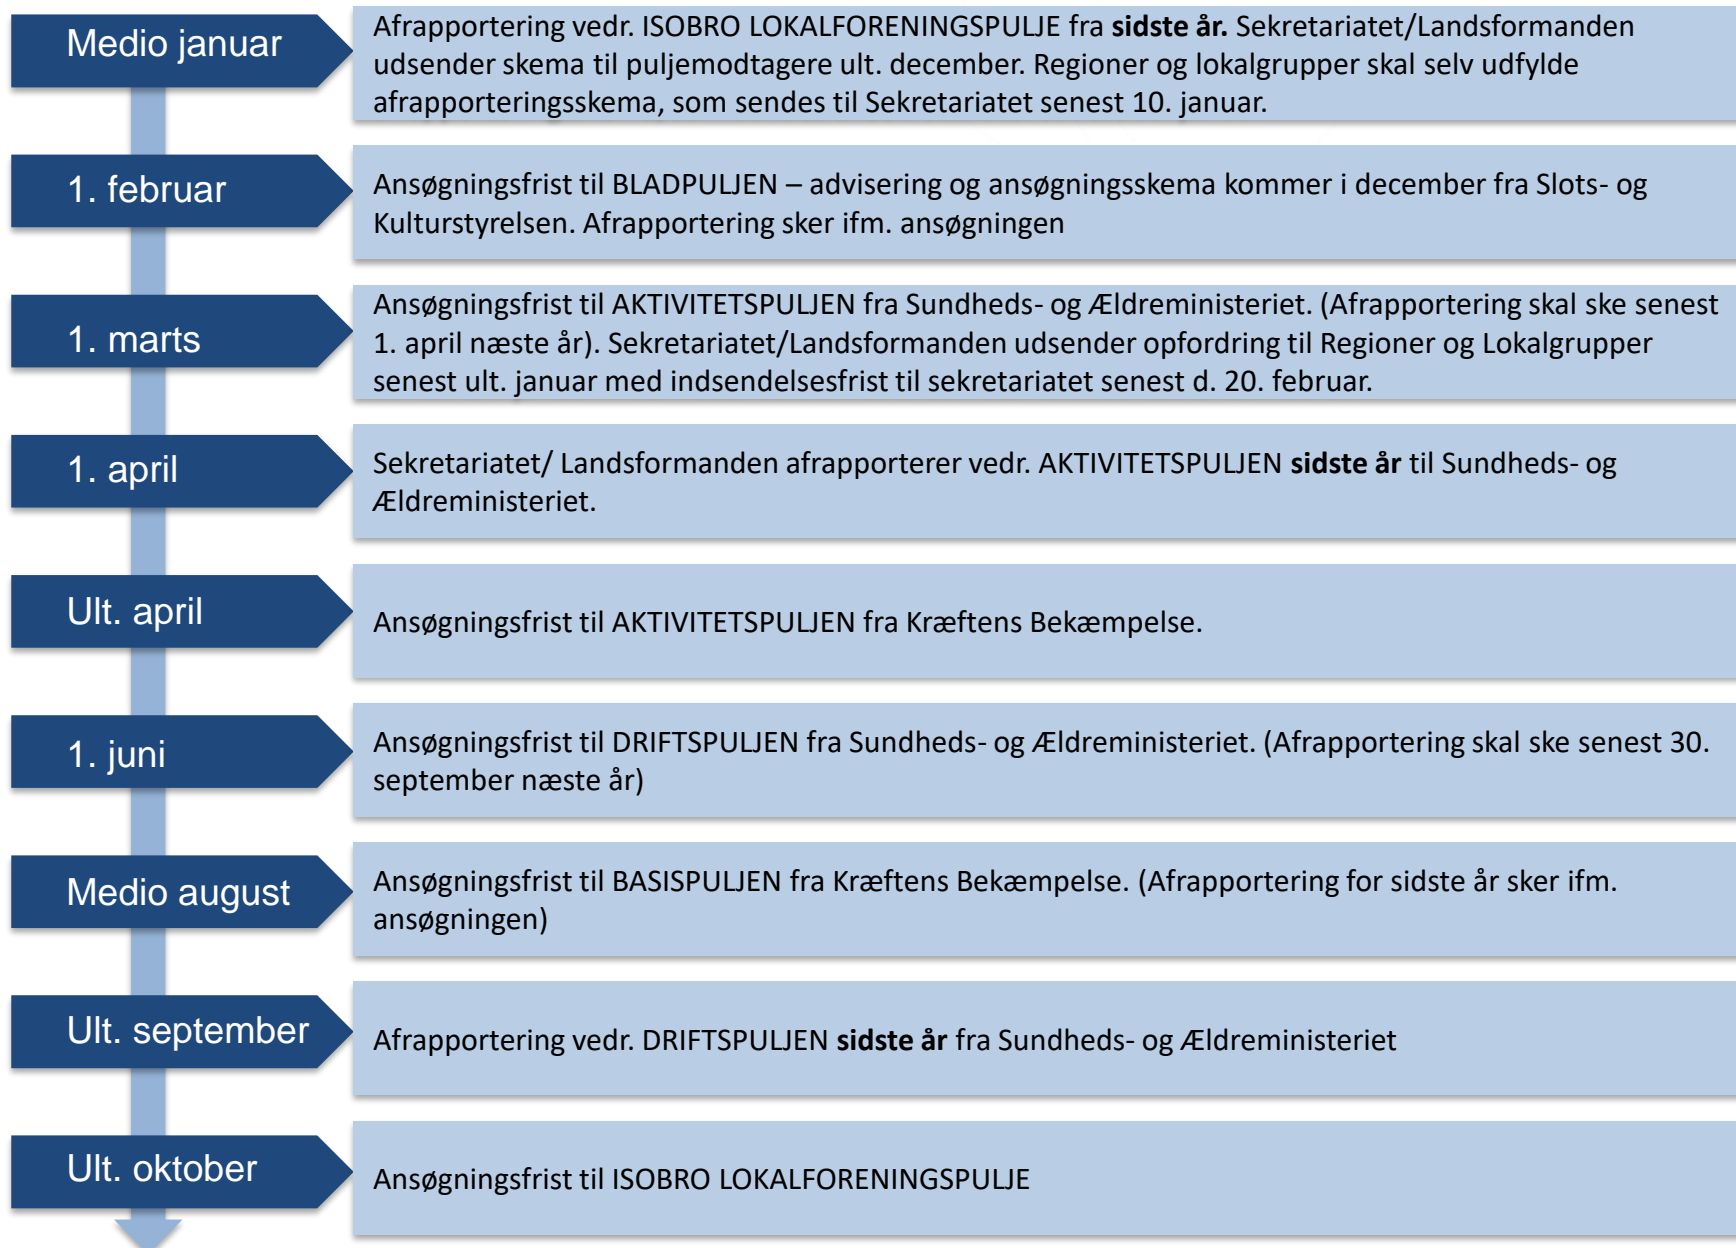 Medio januar
Afrapportering vedr. ISOBRO LOKALFORENINGSPULJE fra sidste år. Sekretariatet/Landsformanden
udsender skema til puljemodtagere ult. december. Regioner og lokalgrupper skal selv udfylde
afrapporteringsskema, som sendes til Sekretariatet senest 10. januar.
1. februar
Ansøgningsfrist til BLADPULJEN – advisering og ansøgningsskema kommer i december fra Slots- og
Kulturstyrelsen. Afrapportering sker ifm. ansøgningen
1. marts
Ansøgningsfrist til AKTIVITETSPULJEN fra Sundheds- og Ældreministeriet. (Afrapportering skal ske senest
1. april næste år). Sekretariatet/Landsformanden udsender opfordring til Regioner og Lokalgrupper
senest ult. januar med indsendelsesfrist til sekretariatet senest d. 20. februar.
1. april
Sekretariatet/ Landsformanden afrapporterer vedr. AKTIVITETSPULJEN sidste år til Sundheds- og
Ældreministeriet.
Ult. april
Ansøgningsfrist til AKTIVITETSPULJEN fra Kræftens Bekæmpelse.
1. juni
Ansøgningsfrist til DRIFTSPULJEN fra Sundheds- og Ældreministeriet. (Afrapportering skal ske senest 30.
september næste år)
Medio august
Ansøgningsfrist til BASISPULJEN fra Kræftens Bekæmpelse. (Afrapportering for sidste år sker ifm.
ansøgningen)
Ult. september
Afrapportering vedr. DRIFTSPULJEN sidste år fra Sundheds- og Ældreministeriet
Ult. oktober
Ansøgningsfrist til ISOBRO LOKALFORENINGSPULJE